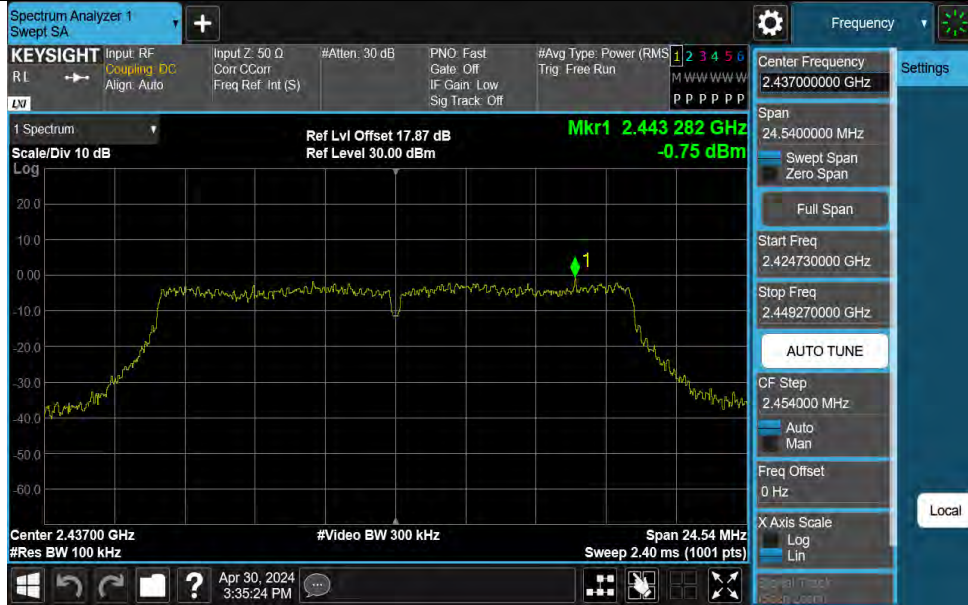 Spectrum Analyzer 1
Swept SA
Frequency
KEYSIGHT
RL
LXI
Input: RF
Coupling: DC
Align: Auto
Input Z: 50 Ω
Corr CCorr
Freq Ref: Int (S)
#Atten: 30 dB
PNO: Fast
Gate: Off
IF Gain: Low
Sig Track: Off
#Avg Type: Power (RMS
Trig: Free Run
1 2 3 4 5 6
M W W W W W
P P P P P P
1 Spectrum
Scale/Div 10 dB
Ref Lvl Offset 17.87 dB
Ref Level 30.00 dBm
Mkr1 2.443 282 GHz
-0.75 dBm
Log
20.0
10.0
0.00
-10.0
-20.0
-30.0
-40.0
-50.0
-60.0
1
Center 2.43700 GHz
#Res BW 100 kHz
#Video BW 300 kHz
Span 24.54 MHz
Sweep 2.40 ms (1001 pts)
?
Apr 30, 2024
3:35:24 PM
Center Frequency
2.437000000 GHz
Span
24.5400000 MHz
Swept Span
Zero Span
Full Span
Start Freq
2.424730000 GHz
Stop Freq
2.449270000 GHz
AUTO TUNE
CF Step
2.454000 MHz
Auto
Man
Freq Offset
0 Hz
X Axis Scale
Log
Lin
Signal Track
(Span Zoom)
Settings
Local